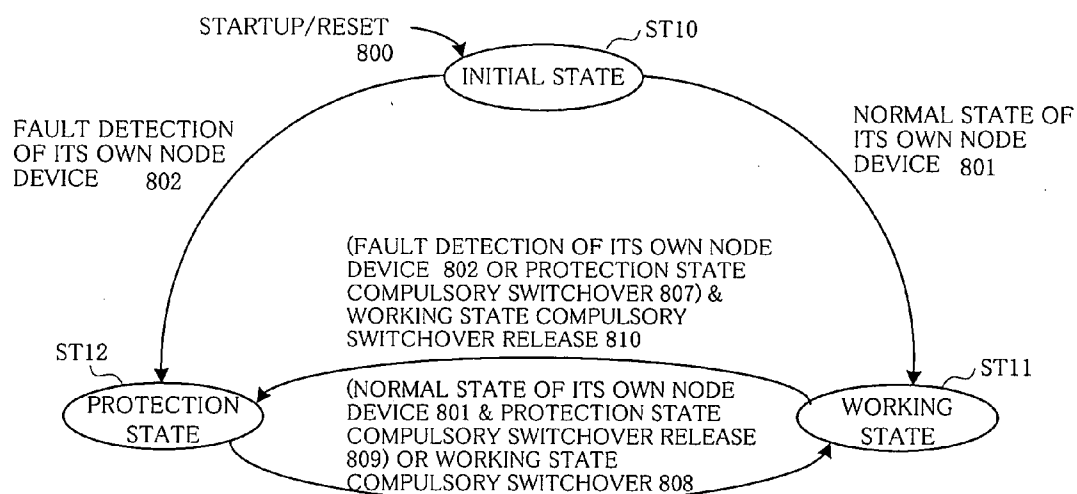 STARTUP/RESET
800
ST10
INITIAL STATE
FAULT DETECTION
OF ITS OWN NODE
DEVICE 802
NORMAL STATE OF
ITS OWN NODE
DEVICE 801
(FAULT DETECTION OF ITS OWN NODE
DEVICE 802 OR PROTECTION STATE
COMPULSORY SWITCHOVER 807) &
WORKING STATE COMPULSORY
SWITCHOVER RELEASE 810
ST12
PROTECTION
STATE
ST11
WORKING
STATE
(NORMAL STATE OF ITS OWN NODE
DEVICE 801 & PROTECTION STATE
COMPULSORY SWITCHOVER RELEASE
809) OR WORKING STATE
COMPULSORY SWITCHOVER 808